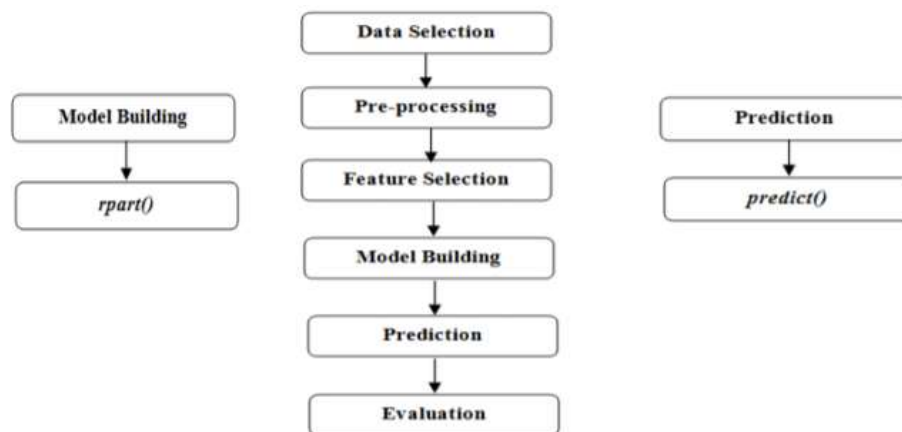 Data Selection
Pre-processing
Feature Selection
Model Building
Prediction
Evaluation
Model Building
rpart()
Prediction
predict()